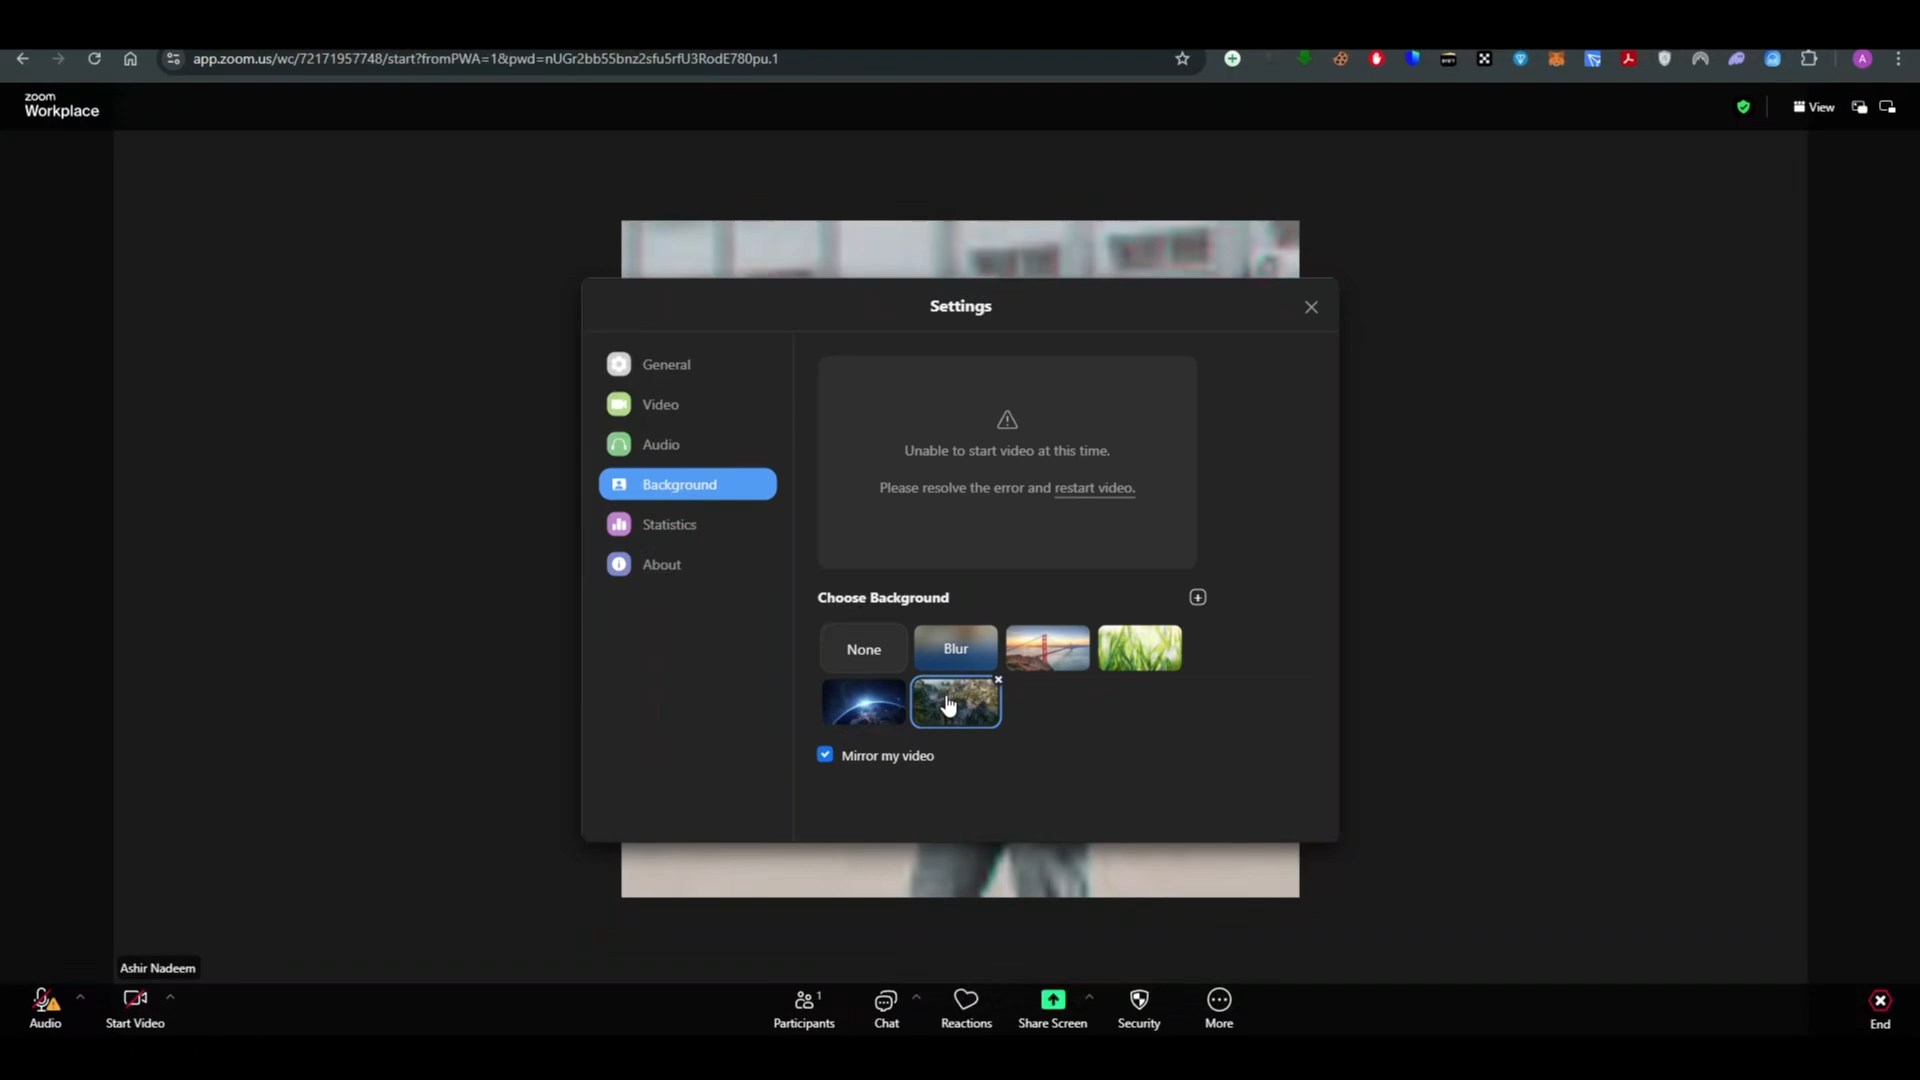 app.zoom.us/wc/72171957748/start?fromPWA=1&pwd=nUGr2bb55bnz2sfu5rfU3RodE780pu.1
A
zoom
Workplace
View
Settings
General
Video
Audio
Background
Statistics
About
Unable to start video at this time.
Please resolve the error and restart video.
Choose Background
None
Blur
Mirror my video
Ashir Nadeem
Audio
Start Video
1
Participants
Chat
Reactions
Share Screen
Security
More
End